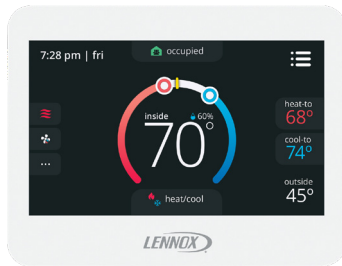 7:28 pm | fri
occupied
inside
60%
70°
heat-to
68°
cool-to
74°
outside
45°
heat/cool
LENNOX